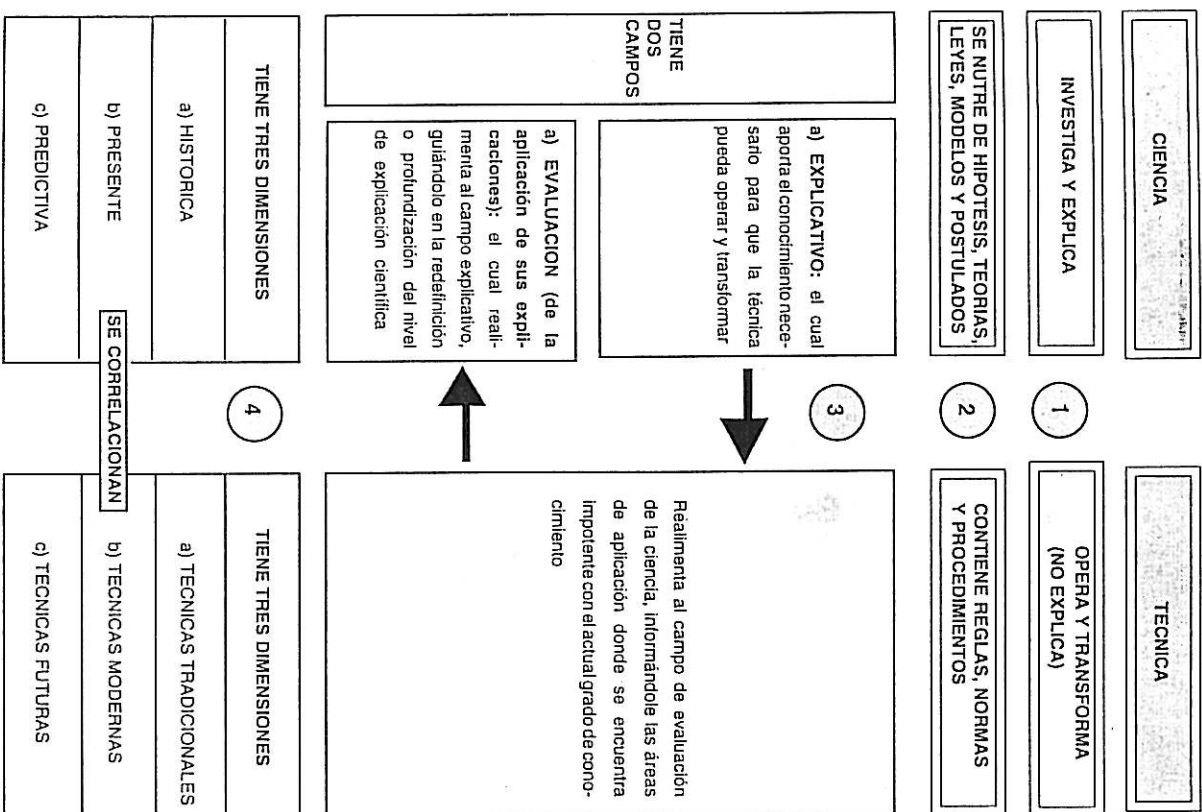 CIENCIA
TECNICA
INVESTIGA Y EXPLICA
1
OPERA Y TRANSFORMA
(NO EXPLICA)
SE NUTRE DE HIPOTESIS, TEORIAS,
LEYES, MODELOS Y POSTULADOS
2
CONTIENE REGLAS, NORMAS
Y PROCEDIMIENTOS
3
TIENE
DOS
CAMPOS
a) EXPLICATIVO: el cual
aporta el conocimiento nece-
sario para que la técnica
pueda operar y transformar
a) EVALUACION (de la
aplicación de sus expli-
caciones): el cual reali-
menta al campo explicativo,
guiándolo en la redefinición
o profundización del nivel
de explicación científica
Réalimenta al campo de evaluación
de la ciencia, informándole las áreas
de aplicación donde se encuentra
impotente con el actual grado de cono-
cimiento
TIENE TRES DIMENSIONES
4
TIENE TRES DIMENSIONES
a) HISTORICA
a) TECNICAS TRADICIONALES
b) PRESENTE
SE CORRELACIONAN
b) TECNICAS MODERNAS
c) PREDICTIVA
c) TECNICAS FUTURAS